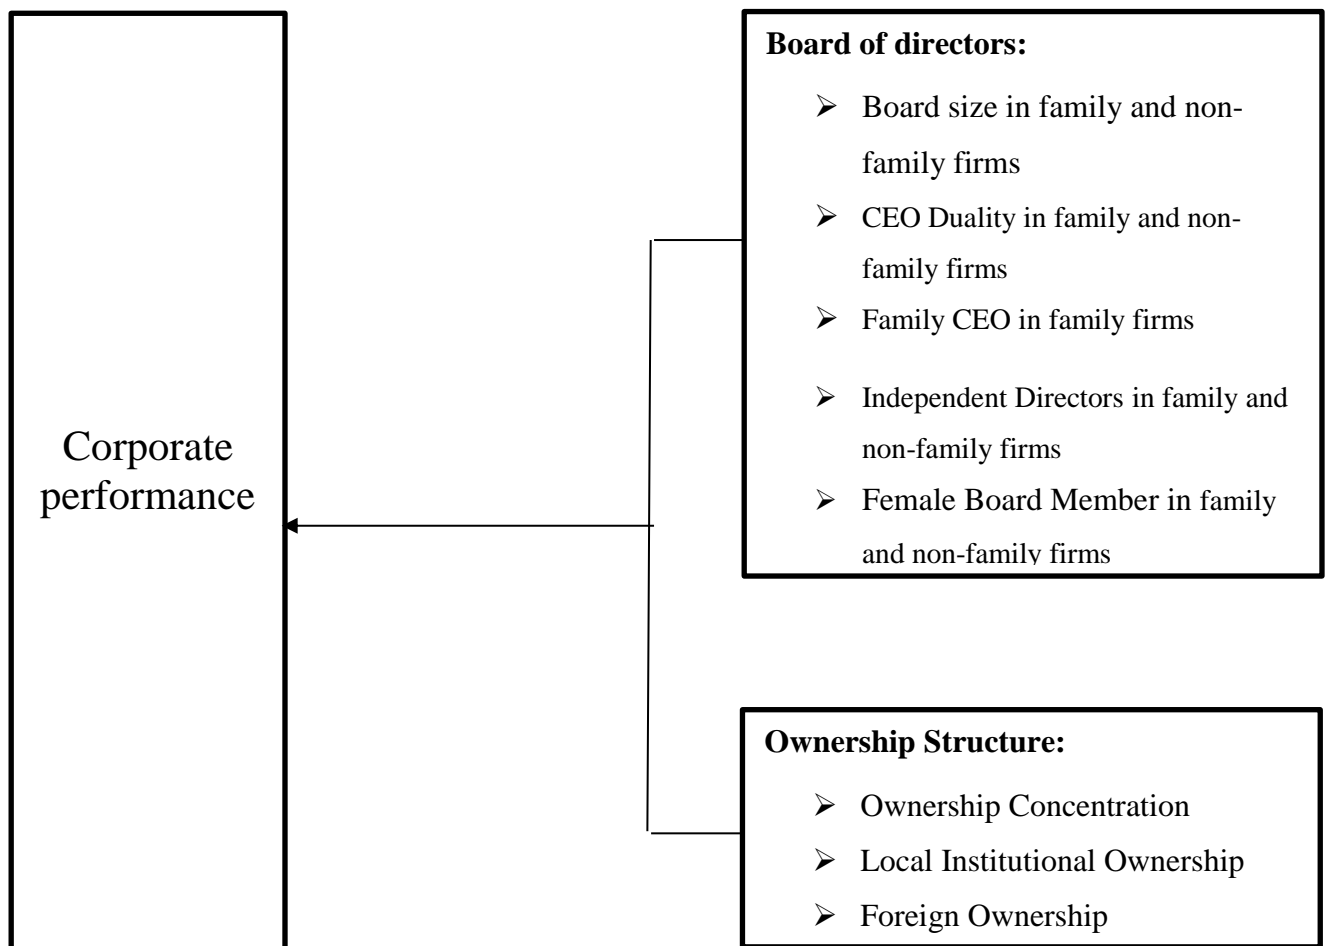 Corporate
performance
Board of directors:
➢ Board size in family and non-
family firms
➢ CEO Duality in family and non-
family firms
➢ Family CEO in family firms
➢ Independent Directors in family and
non-family firms
➢ Female Board Member in family
and non-family firms
Ownership Structure:
➢ Ownership Concentration
➢ Local Institutional Ownership
➢ Foreign Ownership